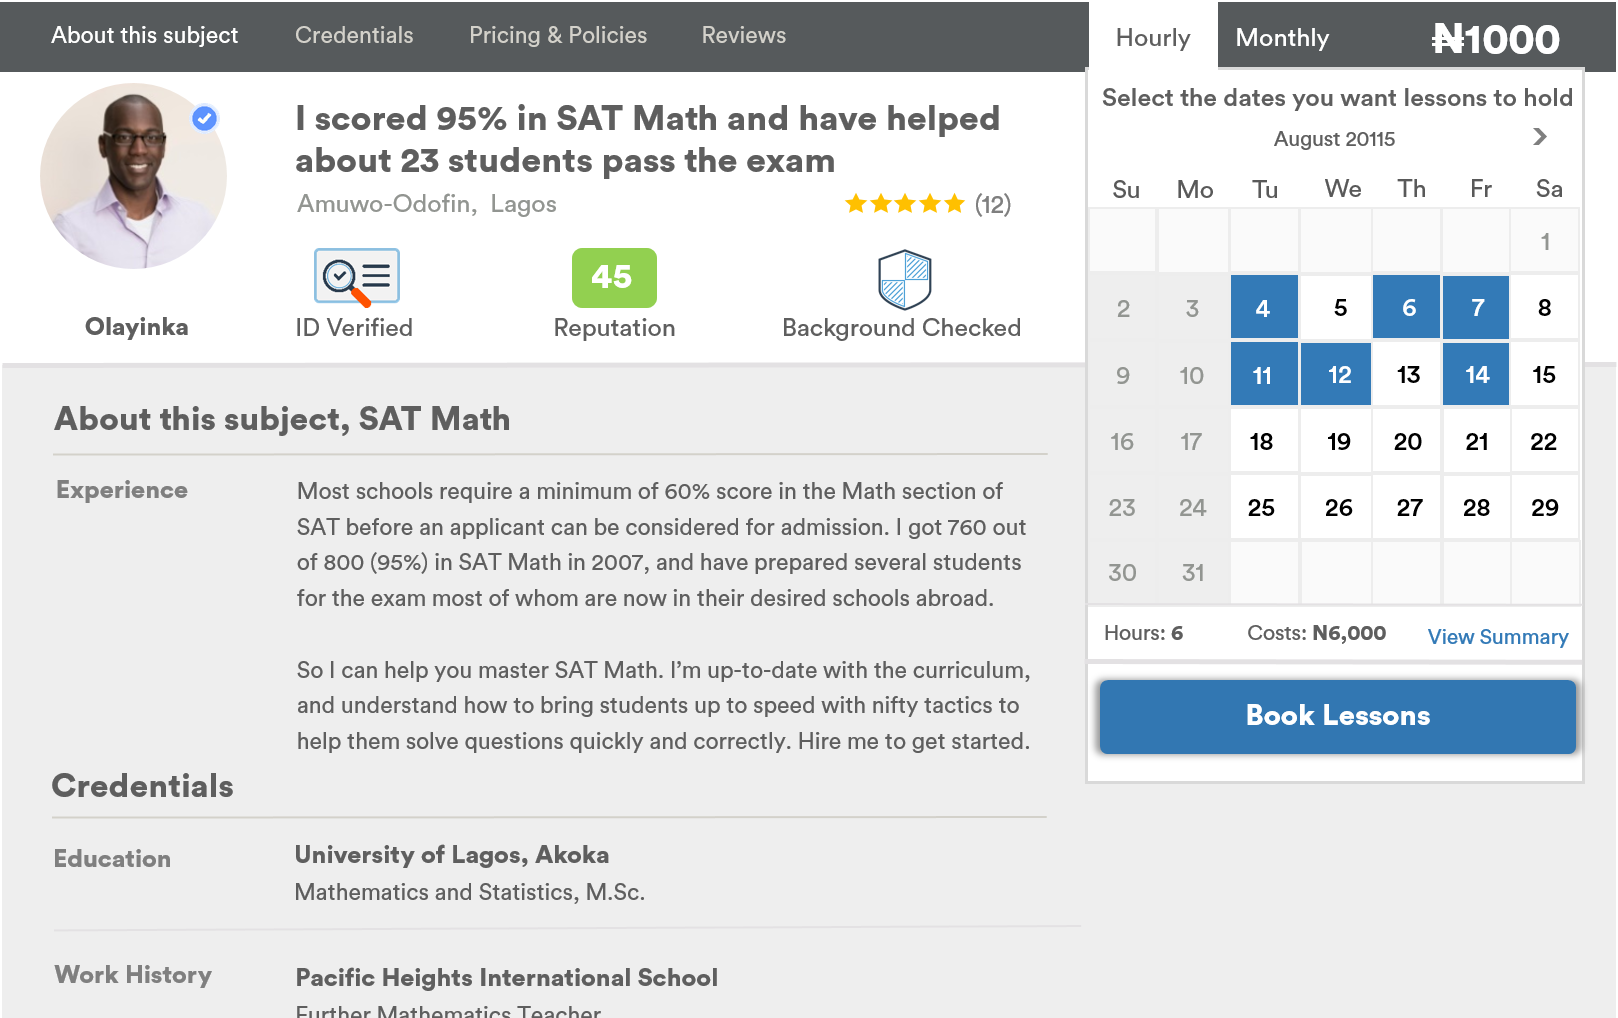 About this subject Credentials Pricing & Policies Reviews
Hourly Monthly ₦1000
I scored 95% in SAT Math and have helped
about 23 students pass the exam
Amuwo-Odofin, Lagos (12)
Olayinka
ID Verified
45
Reputation
Background Checked
Select the dates you want lessons to hold
August 20115
Su Mo Tu We Th Fr Sa
1
2 3 4 5 6 7 8
9 10 11 12 13 14 15
16 17 18 19 20 21 22
23 24 25 26 27 28 29
30 31
Hours: 6 Costs: N6,000 View Summary
Book Lessons
About this subject, SAT Math
Experience
Most schools require a minimum of 60% score in the Math section of
SAT before an applicant can be considered for admission. I got 760 out
of 800 (95%) in SAT Math in 2007, and have prepared several students
for the exam most of whom are now in their desired schools abroad.
So I can help you master SAT Math. I’m up-to-date with the curriculum,
and understand how to bring students up to speed with nifty tactics to
help them solve questions quickly and correctly. Hire me to get started.
Credentials
Education
University of Lagos, Akoka
Mathematics and Statistics, M.Sc.
Work History
Pacific Heights International School
Further Mathematics Teacher